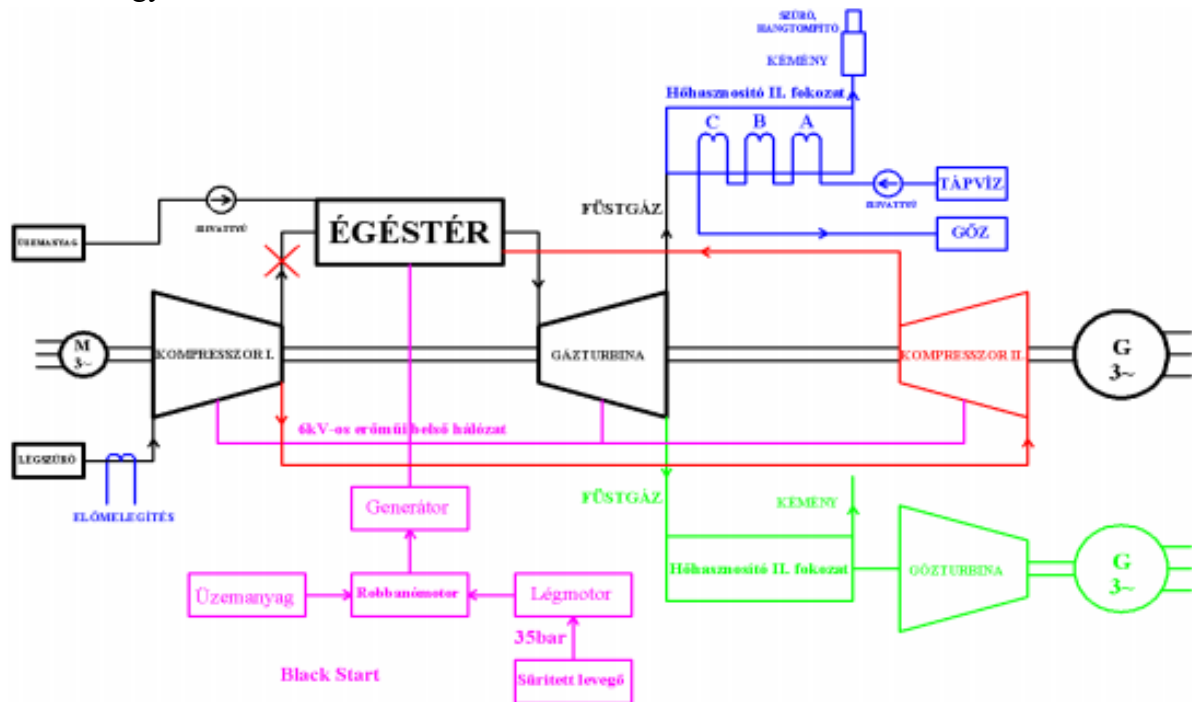 SZŰRŐ,
HANGTOMPÍTÓ
KÉMÉNY
Hőhasznosító II. fokozat
C B A
TÁPVÍZ
SZIVATTYÚ
GŐZ
FÜSTGÁZ
SZIVATTYÚ
ÜZEMANYAG
ÉGÉSTÉR
M
3~
KOMPRESSZOR I.
GÁZTURBINA
KOMPRESSZOR II.
G
3~
6kV-os erőműi belső hálózat
LÉGSZŰRŐ
ELŐMELEGÍTÉS
FÜSTGÁZ
KÉMÉNY
Generátor
Hőhasznosító II. fokozat
GŐZTURBINA
G
3~
Üzemanyag
Robbanómotor
Légmotor
35bar
Black Start
Sűrített levegő